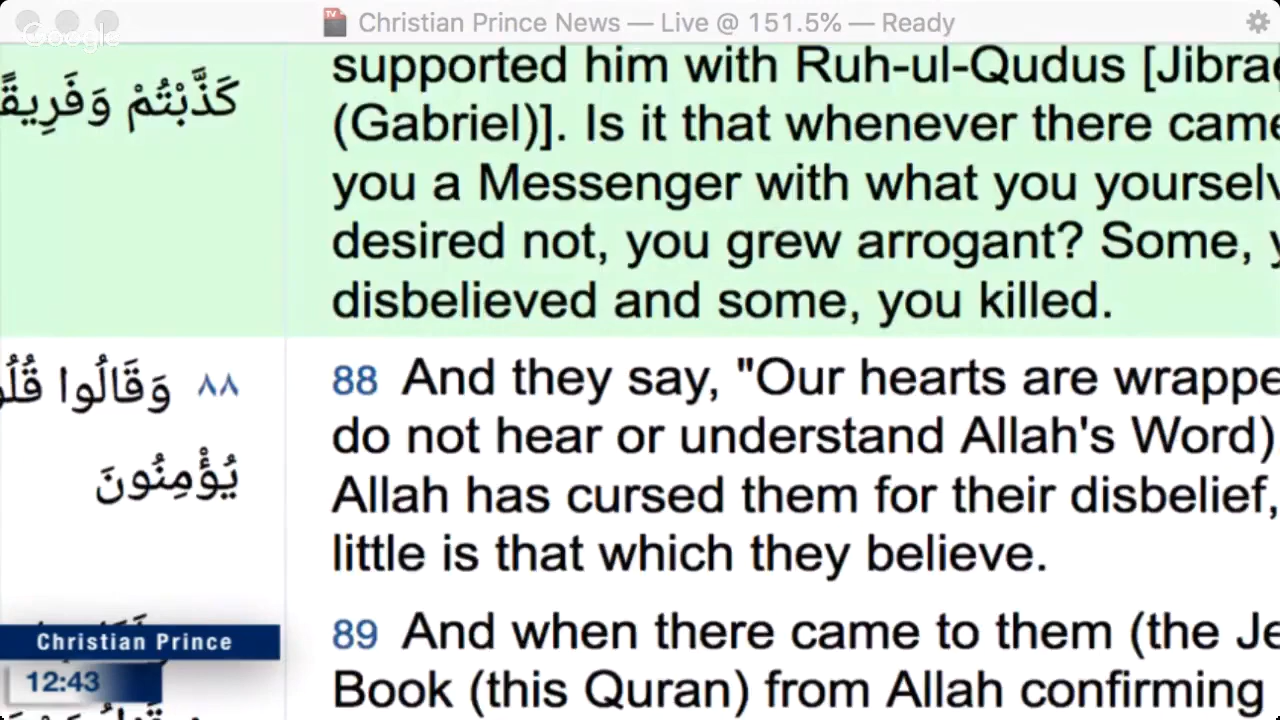 Google
Christian Prince News — Live @ 151.5% — Ready
supported him with Ruh-ul-Qudus [Jibra
كَذَّبْتُمْ وَفَرِيقًا
(Gabriel)]. Is it that whenever there came
you a Messenger with what you yourselv
desired not, you grew arrogant? Some, y
disbelieved and some, you killed.
٨٨ وَقَالُوا قُلُو
88 And they say, "Our hearts are wrappe
do not hear or understand Allah's Word)
يُؤْمِنُونَ
Allah has cursed them for their disbelief,
little is that which they believe.
89 And when there came to them (the Je
Christian Prince
12:43
Book (this Quran) from Allah confirming